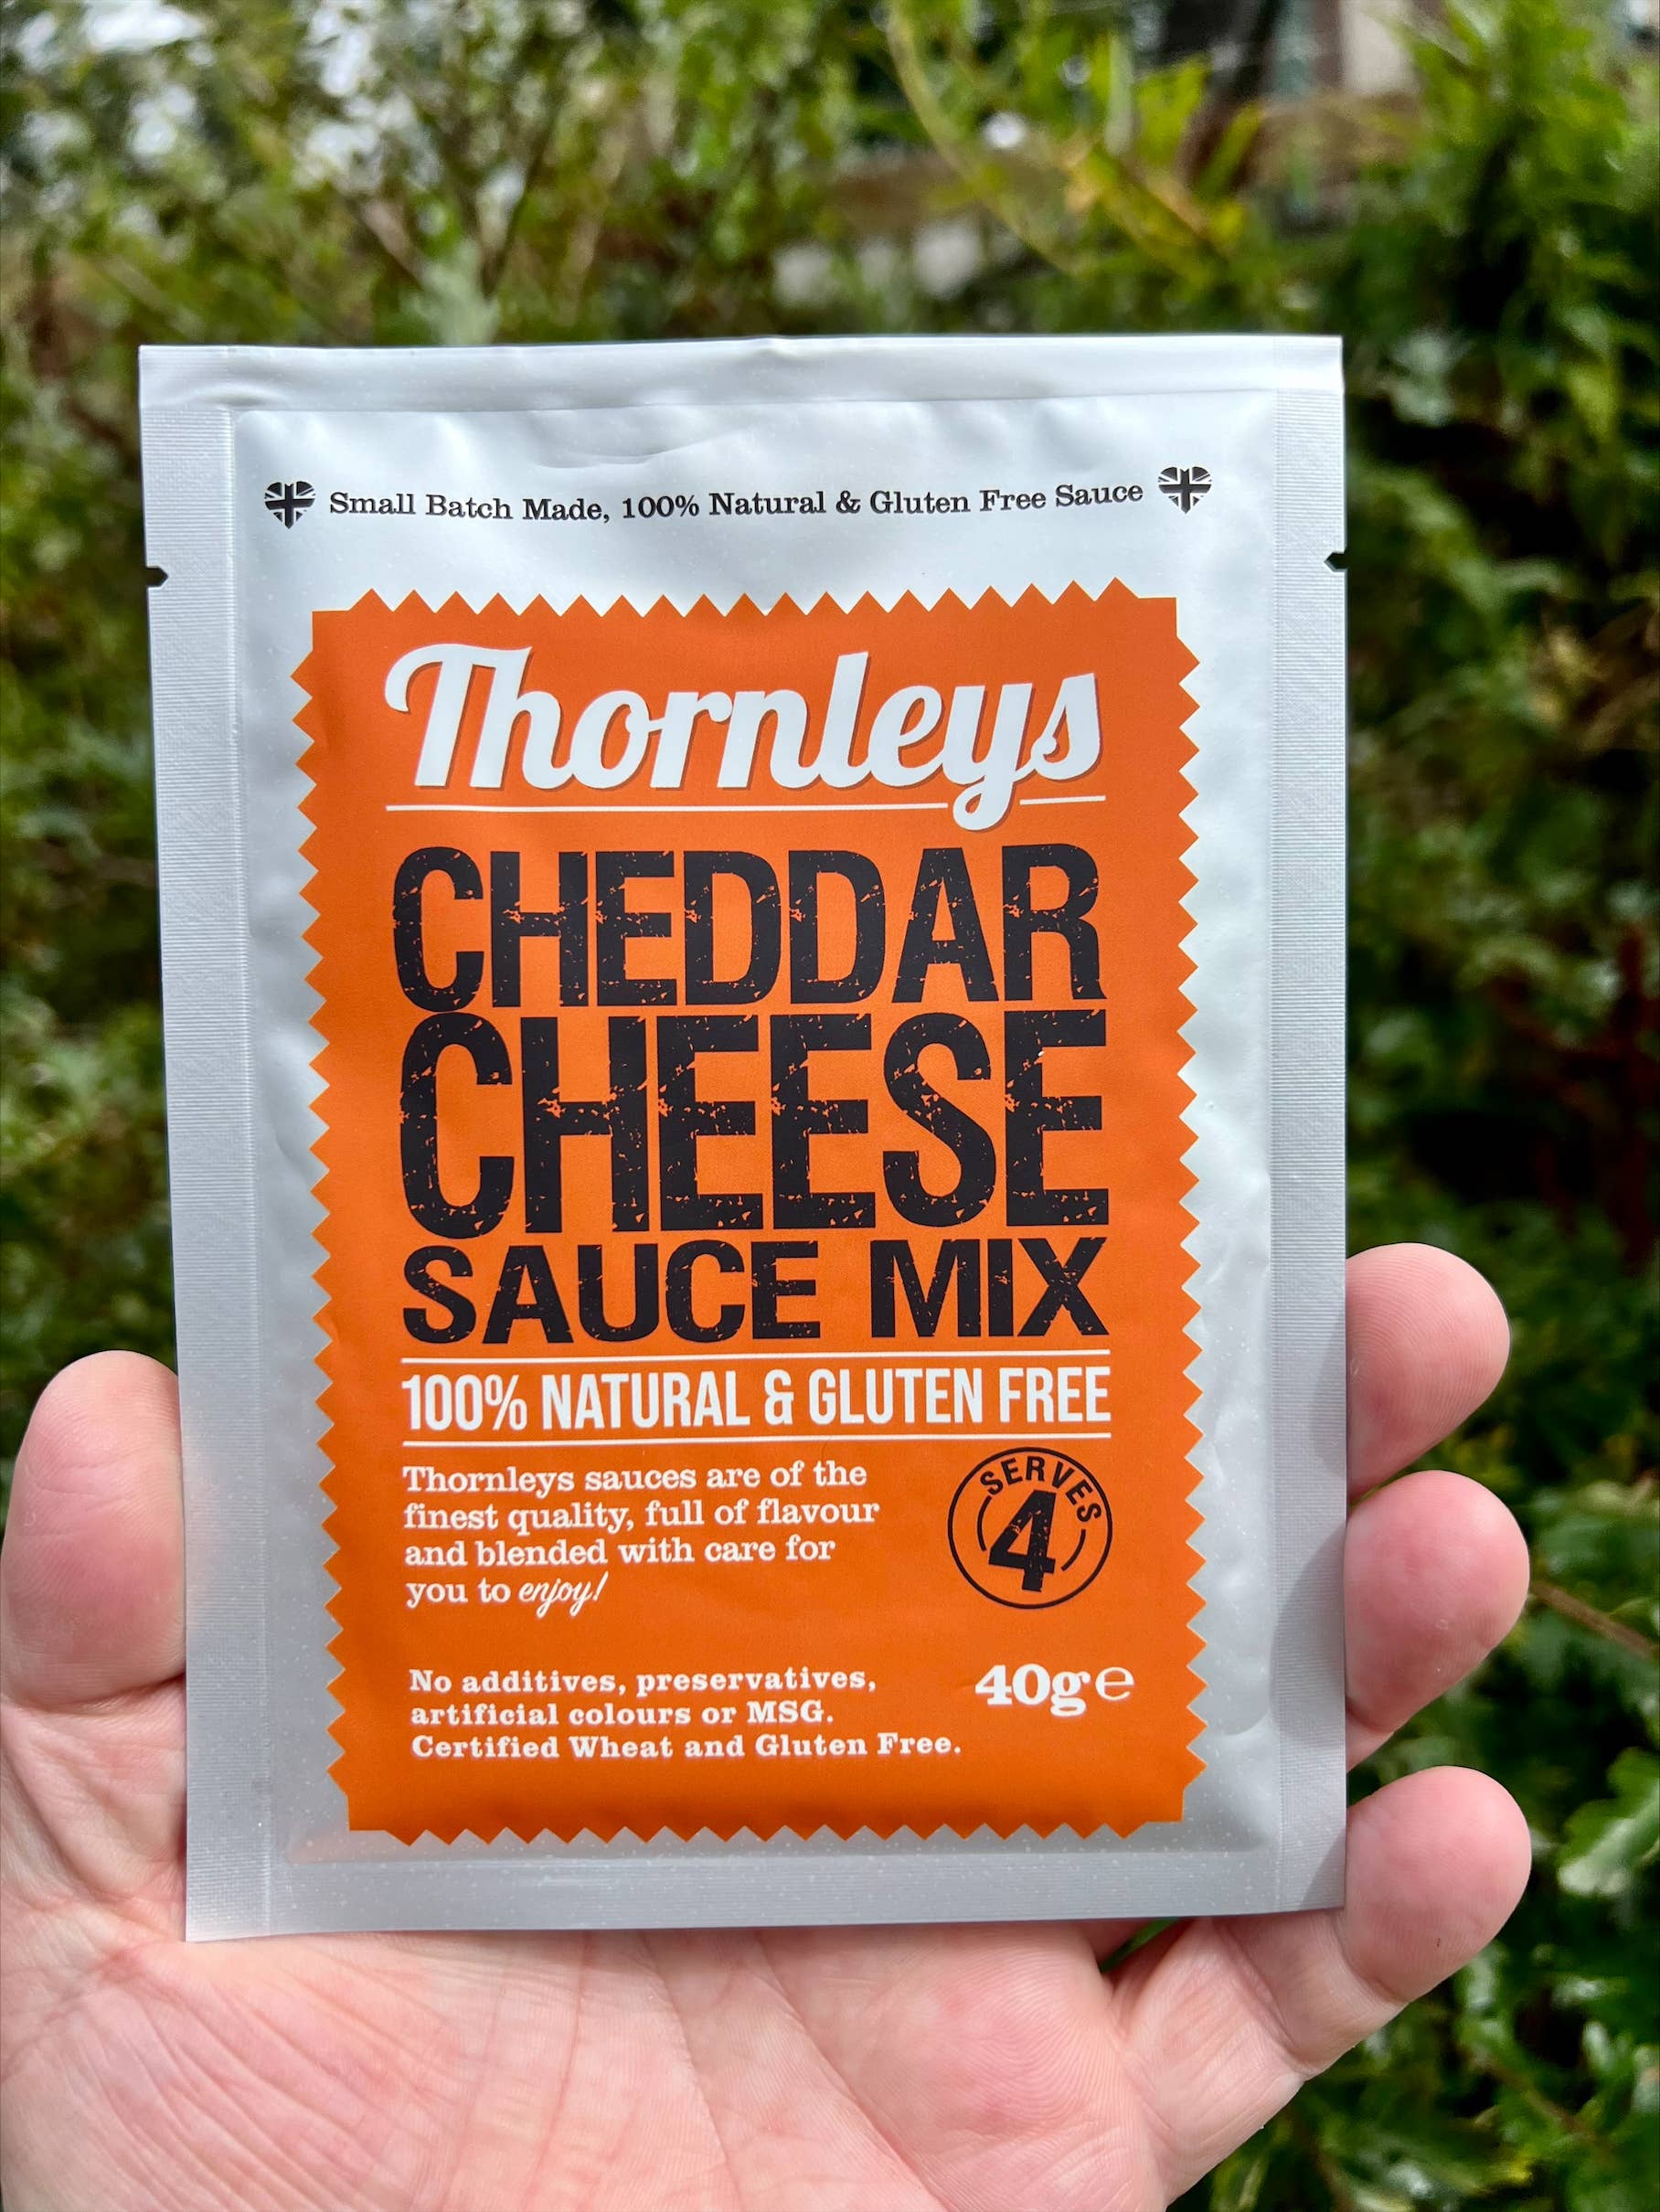 Small Batch Made, 100% Natural & Gluten Free Sauce
Thornleys
CHEDDAR
CHEESE
SAUCE MIX
100% NATURAL & GLUTEN FREE
Thornleys sauces are of the
finest quality, full of flavour
and blended with care for
you to enjoy!
SERVES
4
No additives, preservatives,
artificial colours or MSG.
Certified Wheat and Gluten Free.
40g℮